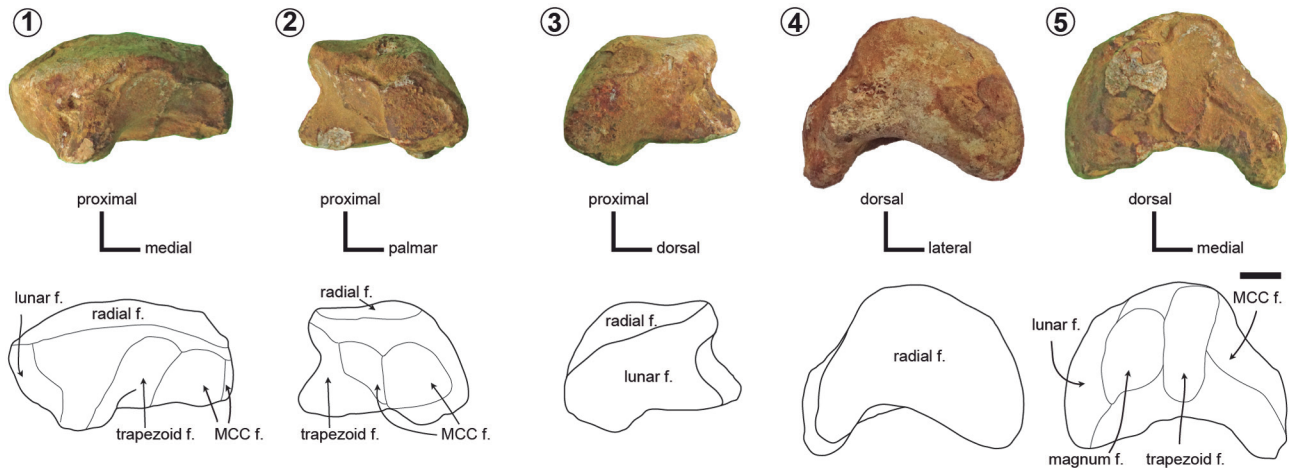 1
2
3
4
5
proximal
medial
proximal
palmar
proximal
dorsal
dorsal
lateral
dorsal
medial
lunar f.
radial f.
trapezoid f.
MCC f.
radial f.
trapezoid f.
MCC f.
radial f.
lunar f.
radial f.
lunar f.
MCC f.
magnum f.
trapezoid f.